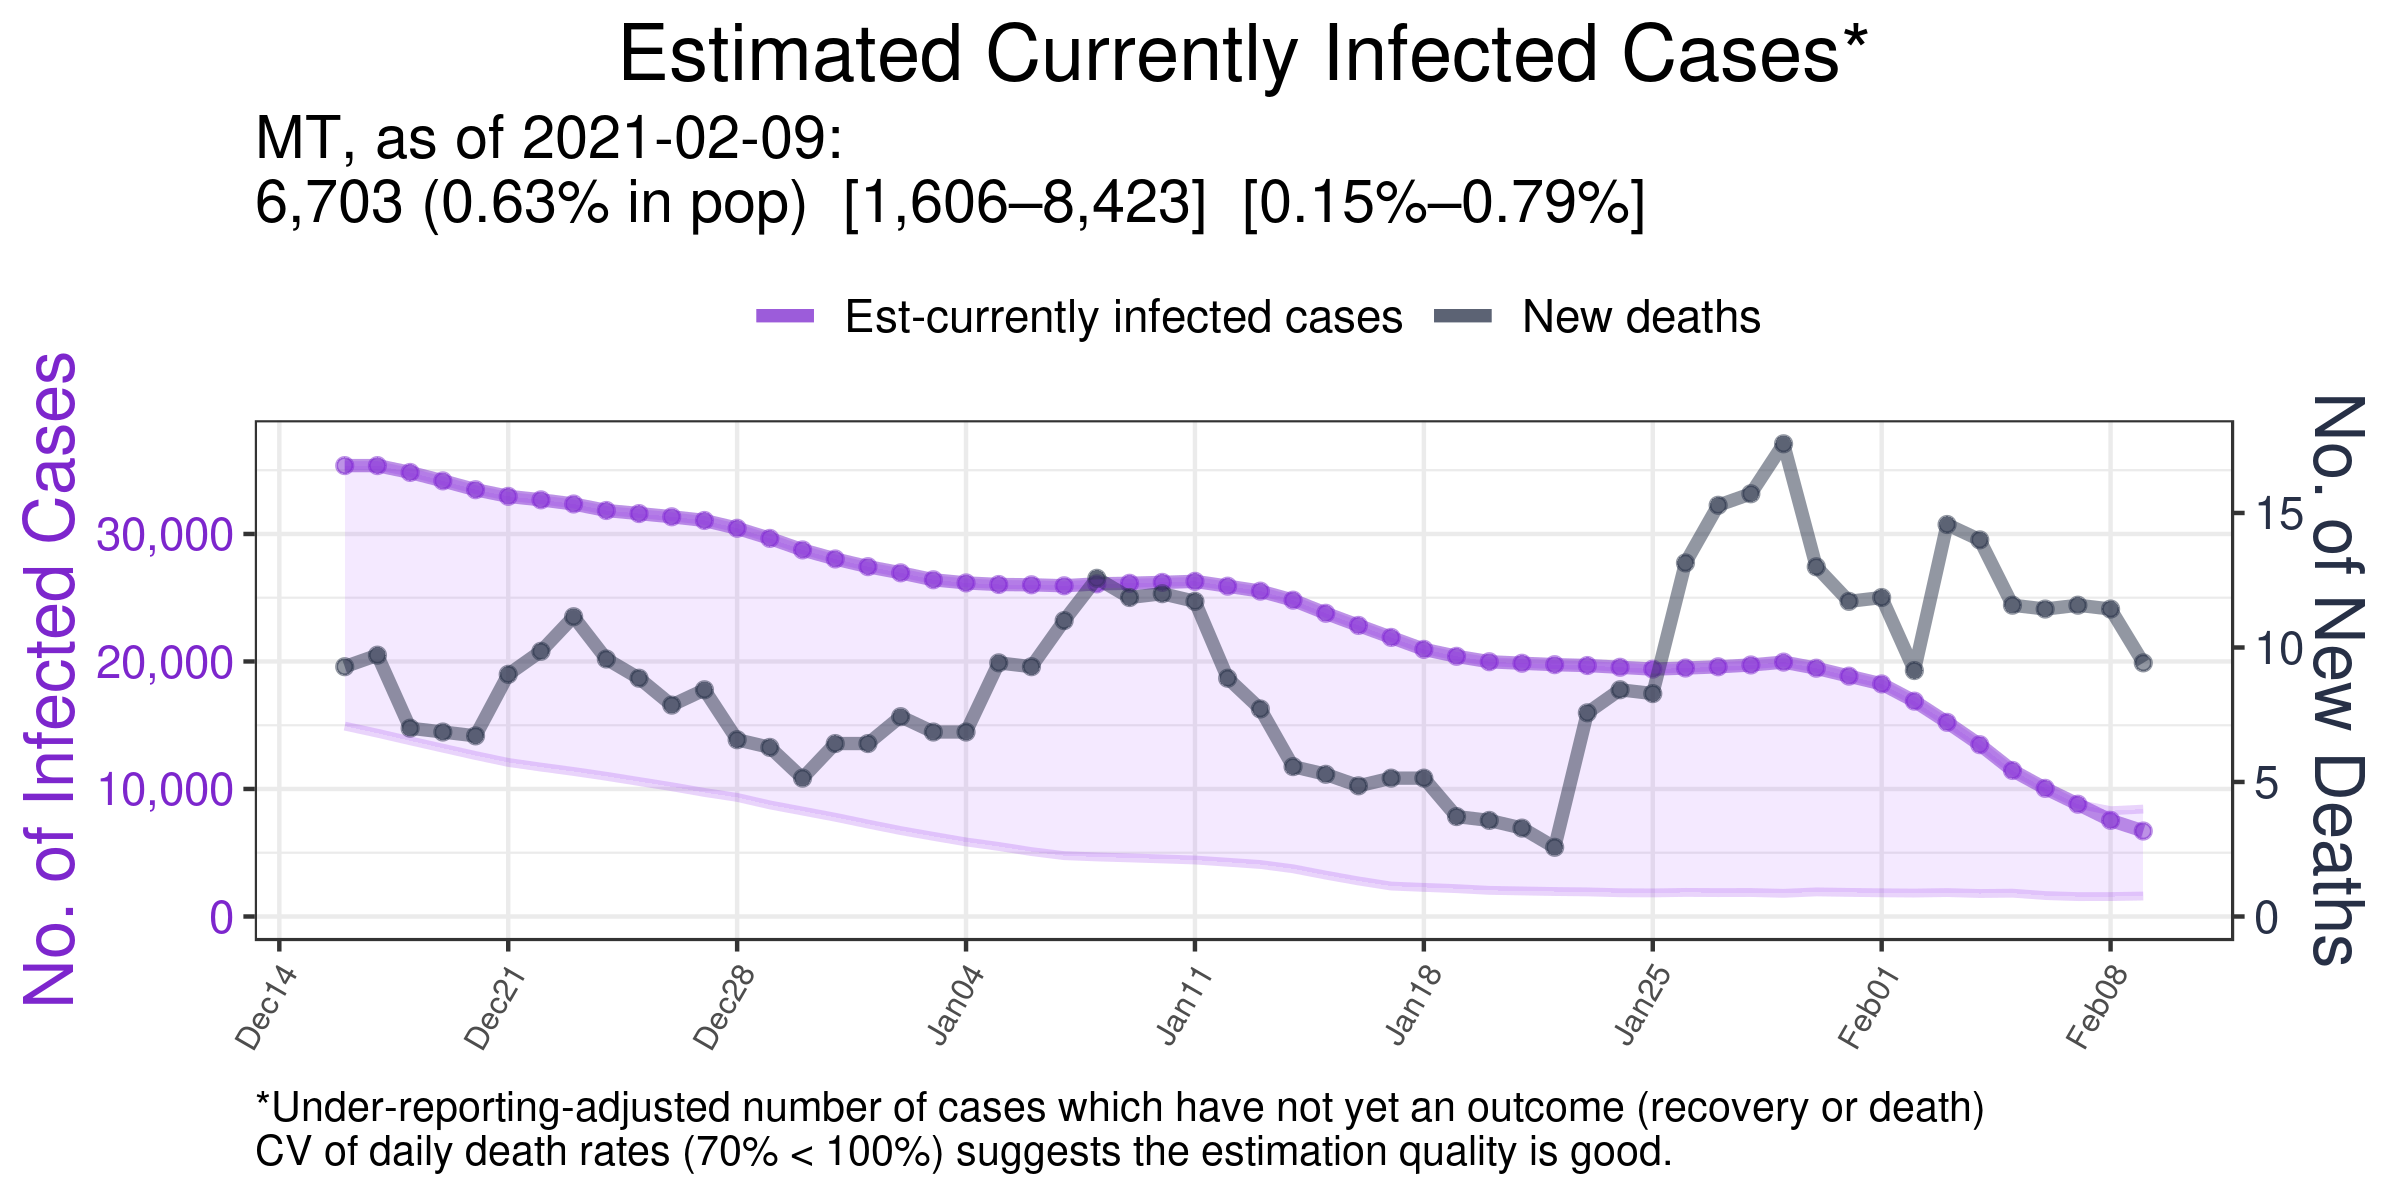 Estimated Currently Infected Cases*
MT, as of 2021-02-09:
6,703 (0.63% in pop) [1,606–8,423] [0.15%–0.79%]
Est-currently infected cases
New deaths
No. of Infected Cases
30,000
20,000
10,000
0
15
10
5
0
No. of New Deaths
Dec14
Dec21
Dec28
Jan04
Jan11
Jan18
Jan25
Feb01
Feb08
*Under-reporting-adjusted number of cases which have not yet an outcome (recovery or death)
CV of daily death rates (70% < 100%) suggests the estimation quality is good.